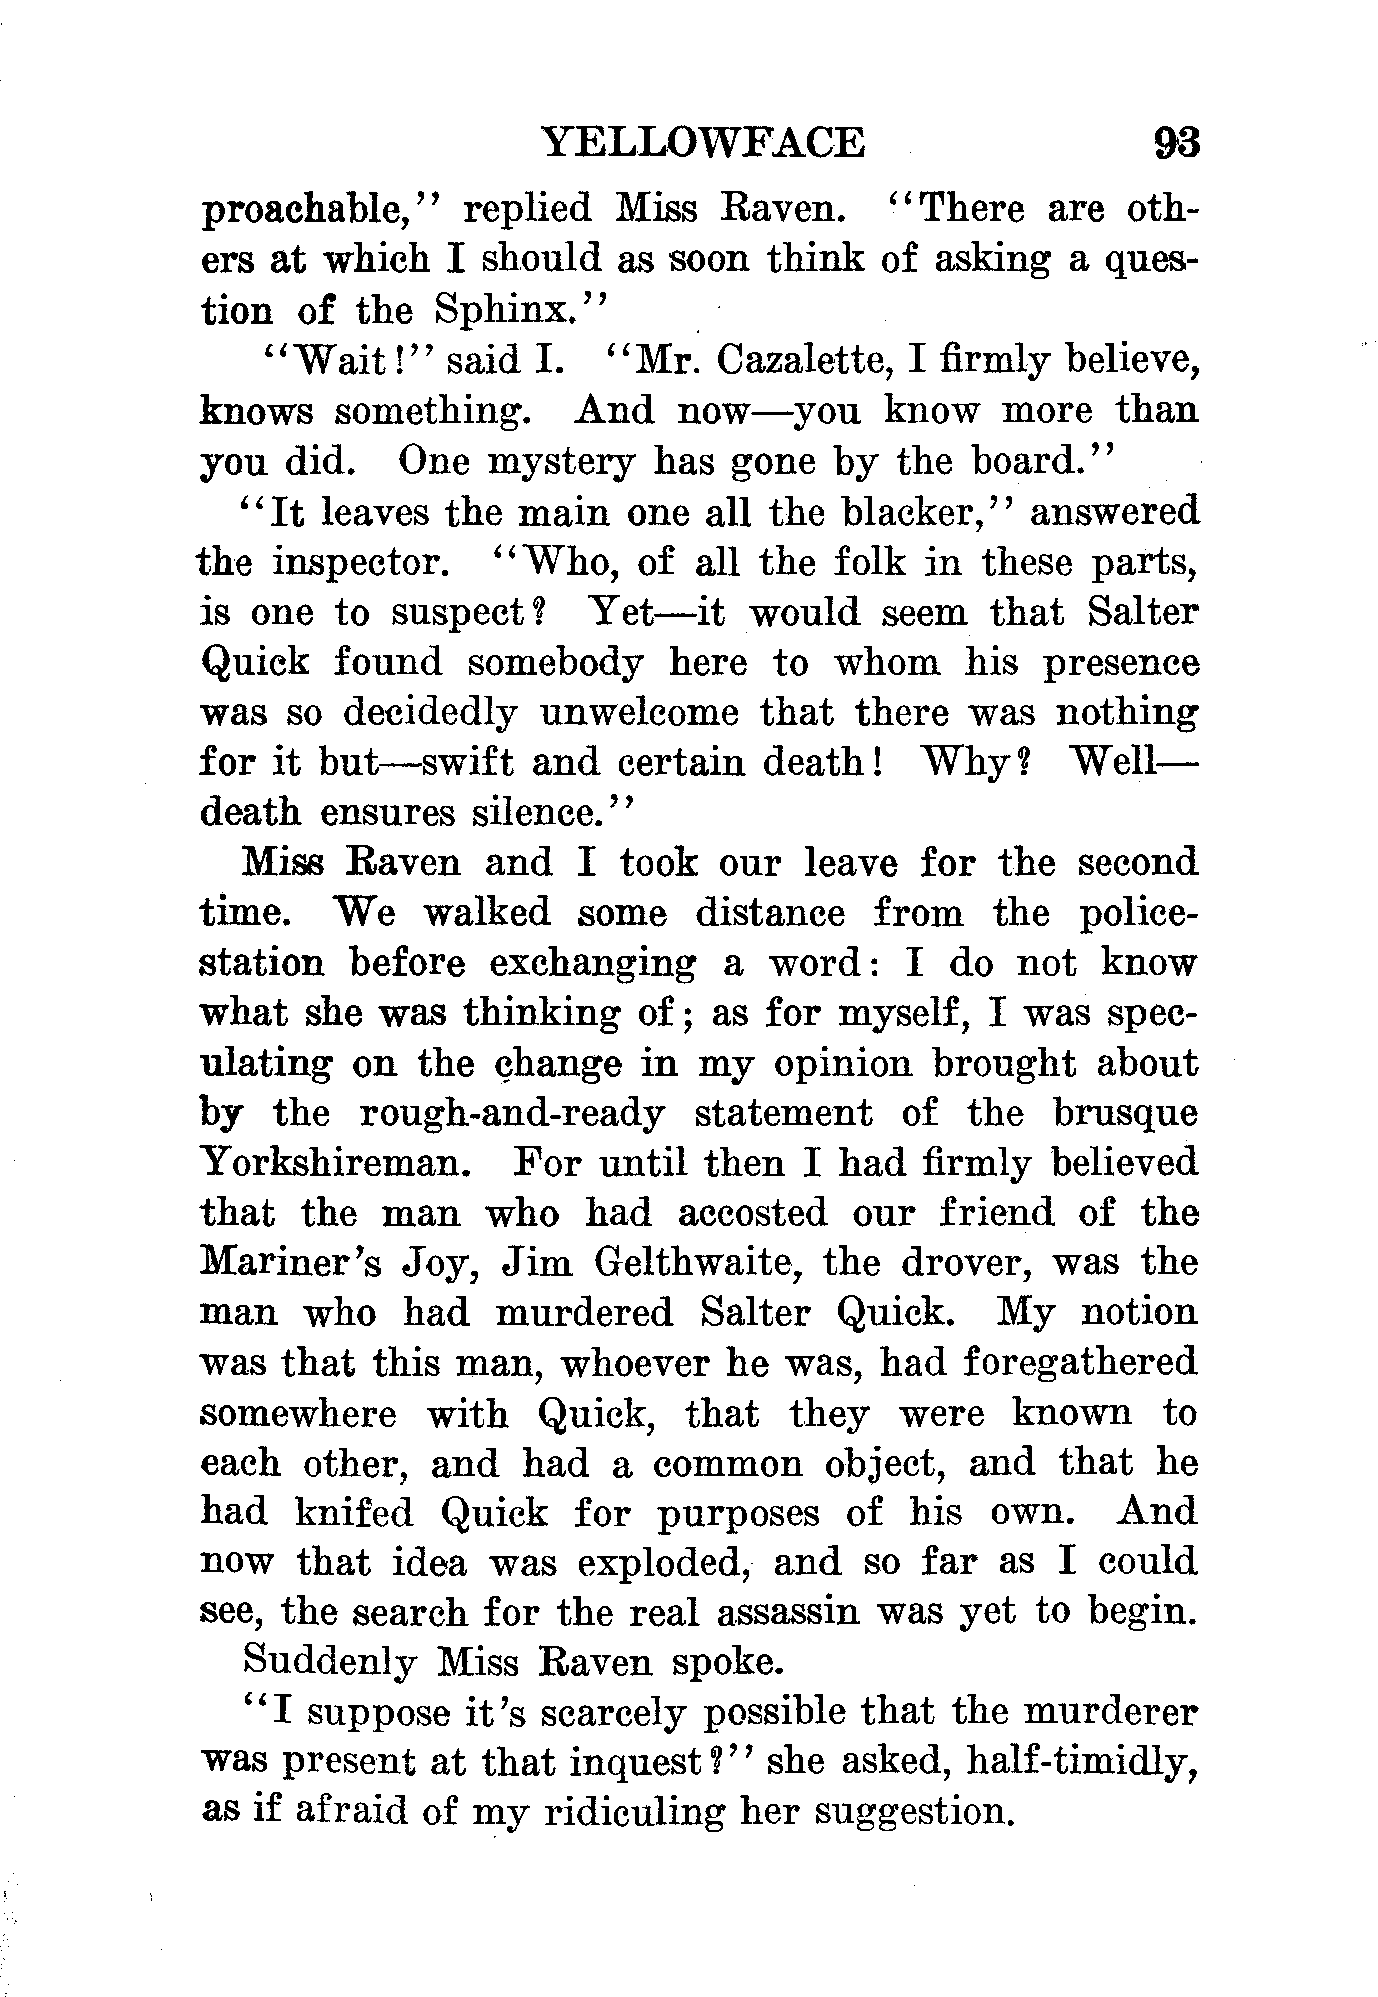 YELLOWFACE 93
proachable," replied Miss Raven. "There are oth-
ers at which I should as soon think of asking a ques-
tion of the Sphinx."
"Wait!" said I. "Mr. Cazalette, I firmly believe,
knows something. And now—you know more than
you did. One mystery has gone by the board."
"It leaves the main one all the blacker," answered
the inspector. "Who, of all the folk in these parts,
is one to suspect? Yet—it would seem that Salter
Quick found somebody here to whom his presence
was so decidedly unwelcome that there was nothing
for it but—swift and certain death! Why? Well—
death ensures silence."
Miss Raven and I took our leave for the second
time. We walked some distance from the police-
station before exchanging a word: I do not know
what she was thinking of; as for myself, I was spec-
ulating on the change in my opinion brought about
by the rough-and-ready statement of the brusque
Yorkshireman. For until then I had firmly believed
that the man who had accosted our friend of the
Mariner's Joy, Jim Gelthwaite, the drover, was the
man who had murdered Salter Quick. My notion
was that this man, whoever he was, had foregathered
somewhere with Quick, that they were known to
each other, and had a common object, and that he
had knifed Quick for purposes of his own. And
now that idea was exploded, and so far as I could
see, the search for the real assassin was yet to begin.
Suddenly Miss Raven spoke.
"I suppose it's scarcely possible that the murderer
was present at that inquest?" she asked, half-timidly,
as if afraid of my ridiculing her suggestion.